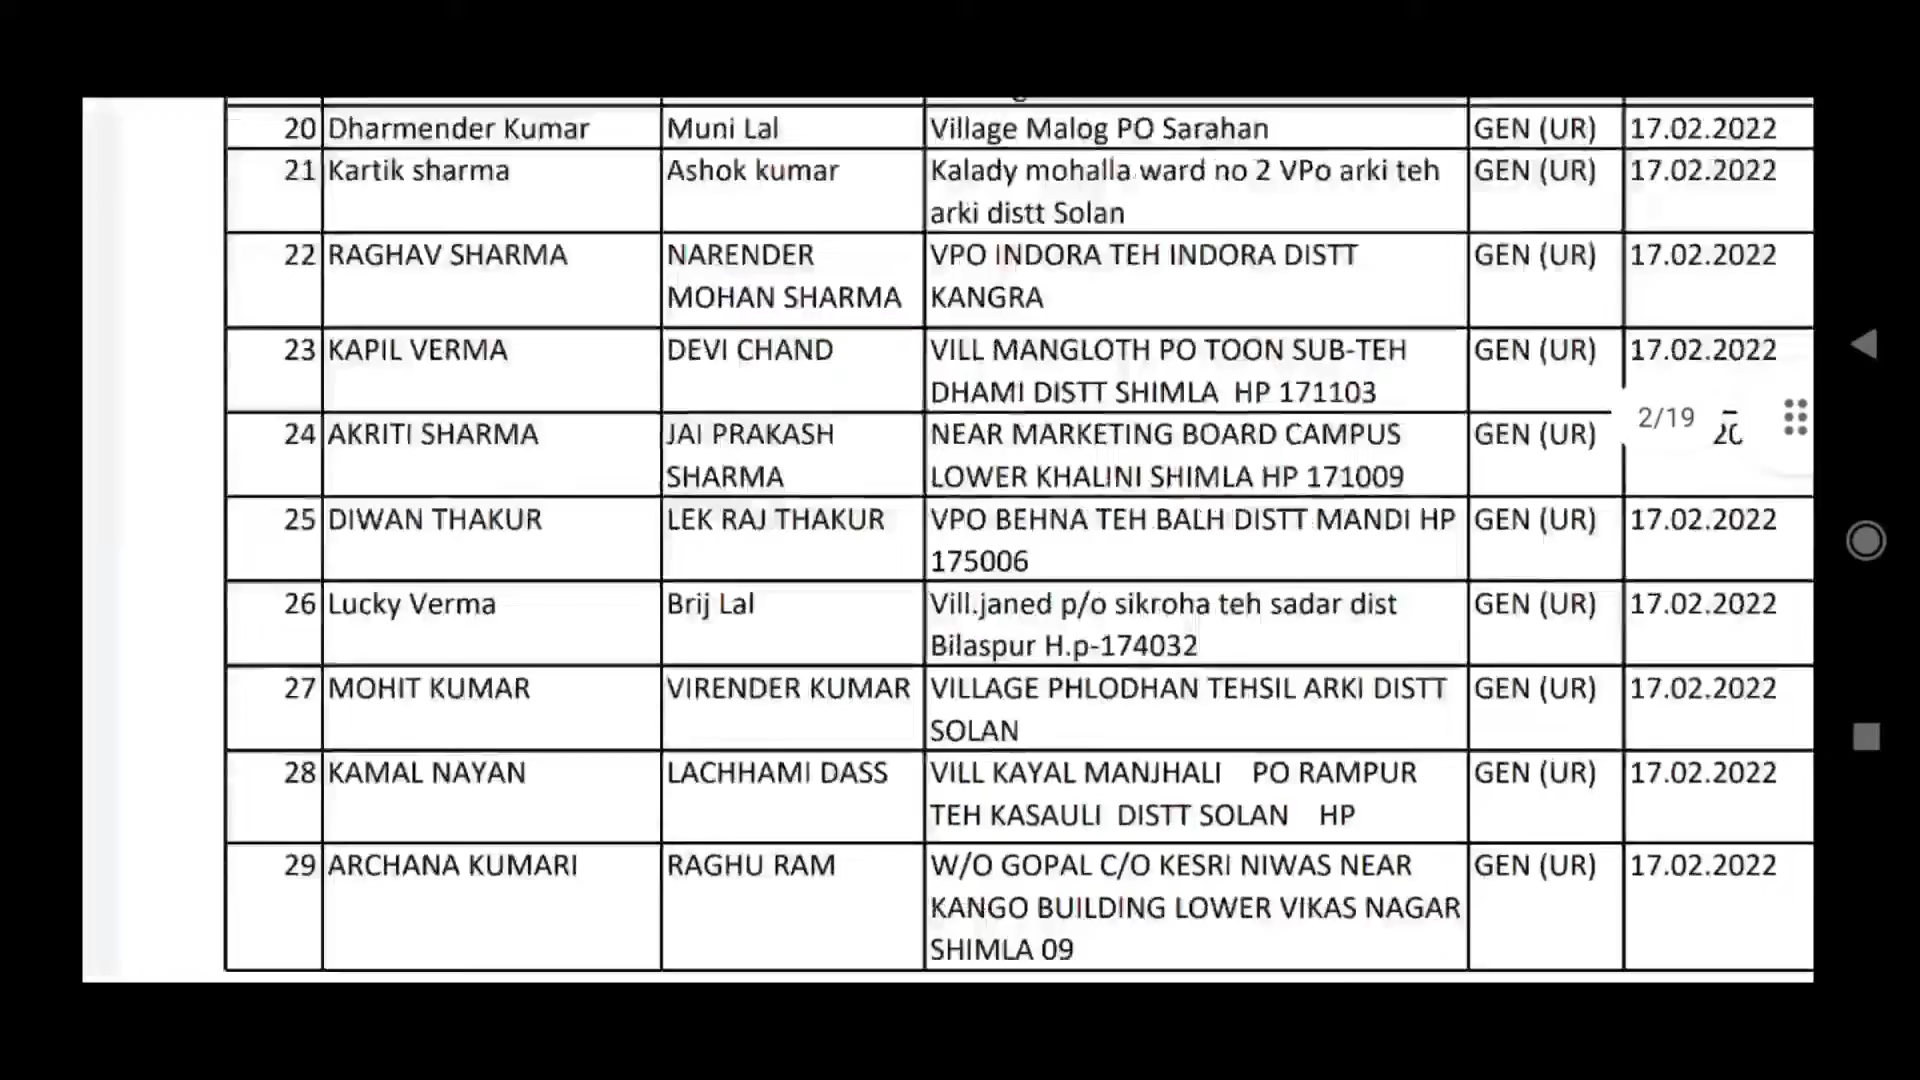 20 Dharmender Kumar Muni Lal Village Malog PO Sarahan GEN (UR) 17.02.2022
21 Kartik sharma Ashok kumar Kalady mohalla ward no 2 VPo arki teh GEN (UR) 17.02.2022
arki distt Solan
22 RAGHAV SHARMA NARENDER VPO INDORA TEH INDORA DISTT GEN (UR) 17.02.2022
MOHAN SHARMA KANGRA
23 KAPIL VERMA DEVI CHAND VILL MANGLOTH PO TOON SUB-TEH GEN (UR) 17.02.2022
DHAMI DISTT SHIMLA HP 171103
2/19
24 AKRITI SHARMA JAI PRAKASH NEAR MARKETING BOARD CAMPUS GEN (UR)
SHARMA LOWER KHALINI SHIMLA HP 171009
25 DIWAN THAKUR LEK RAJ THAKUR VPO BEHNA TEH BALH DISTT MANDI HP GEN (UR) 17.02.2022
175006
26 Lucky Verma Brij Lal Vill.janed p/o sikroha teh sadar dist GEN (UR) 17.02.2022
Bilaspur H.p-174032
27 MOHIT KUMAR VIRENDER KUMAR VILLAGE PHLODHAN TEHSIL ARKI DISTT GEN (UR) 17.02.2022
SOLAN
28 KAMAL NAYAN LACHHAMI DASS VILL KAYAL MANJHALI PO RAMPUR GEN (UR) 17.02.2022
TEH KASAULI DISTT SOLAN HP
29 ARCHANA KUMARI RAGHU RAM W/O GOPAL C/O KESRI NIWAS NEAR GEN (UR) 17.02.2022
KANGO BUILDING LOWER VIKAS NAGAR
SHIMLA 09